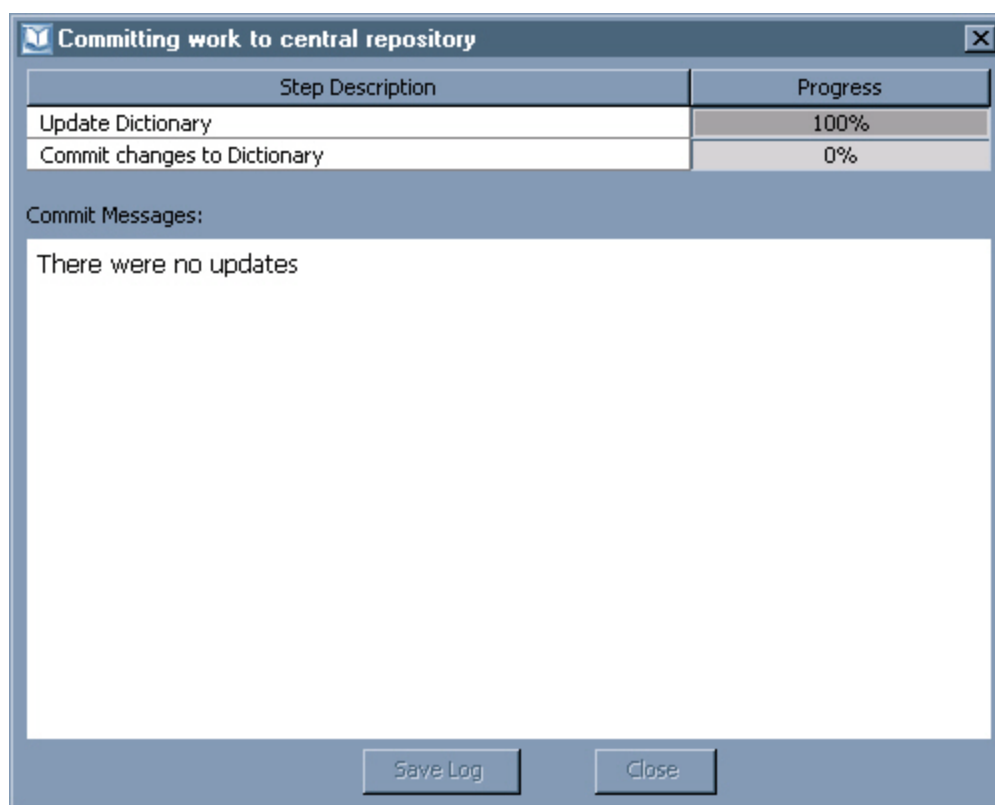 Committing work to central repository
Step Description Progress
Update Dictionary 100%
Commit changes to Dictionary 0%
Commit Messages:
There were no updates
Save Log Close